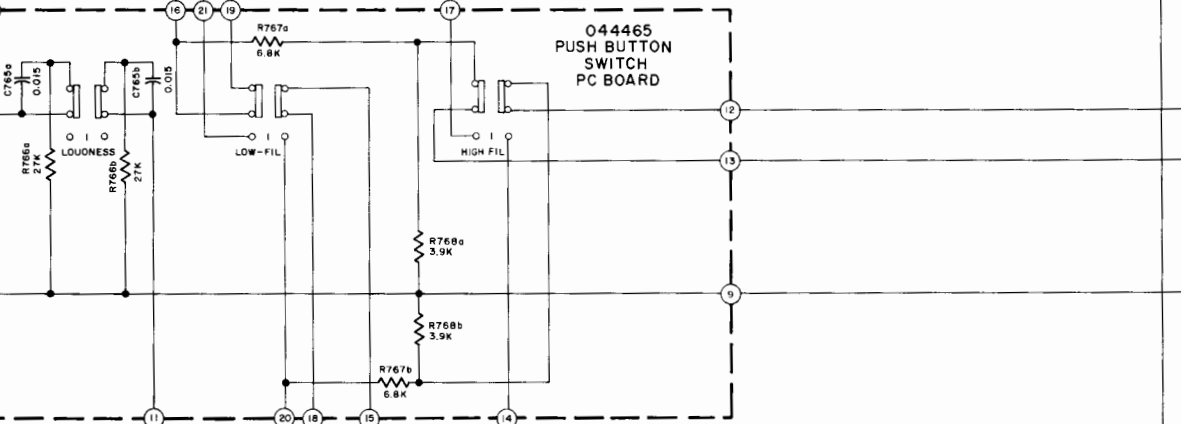 16
21
19
17
R767a
6.8K
044465
PUSH BUTTON
SWITCH
PC BOARD
C765a
0.015
C765b
0.015
12
I
LOUDNESS
I
LOW-FIL
I
HIGH FIL
13
R766a
27K
R766b
27K
R768a
3.9K
9
R768b
3.9K
R767b
6.8K
11
20
18
15
14